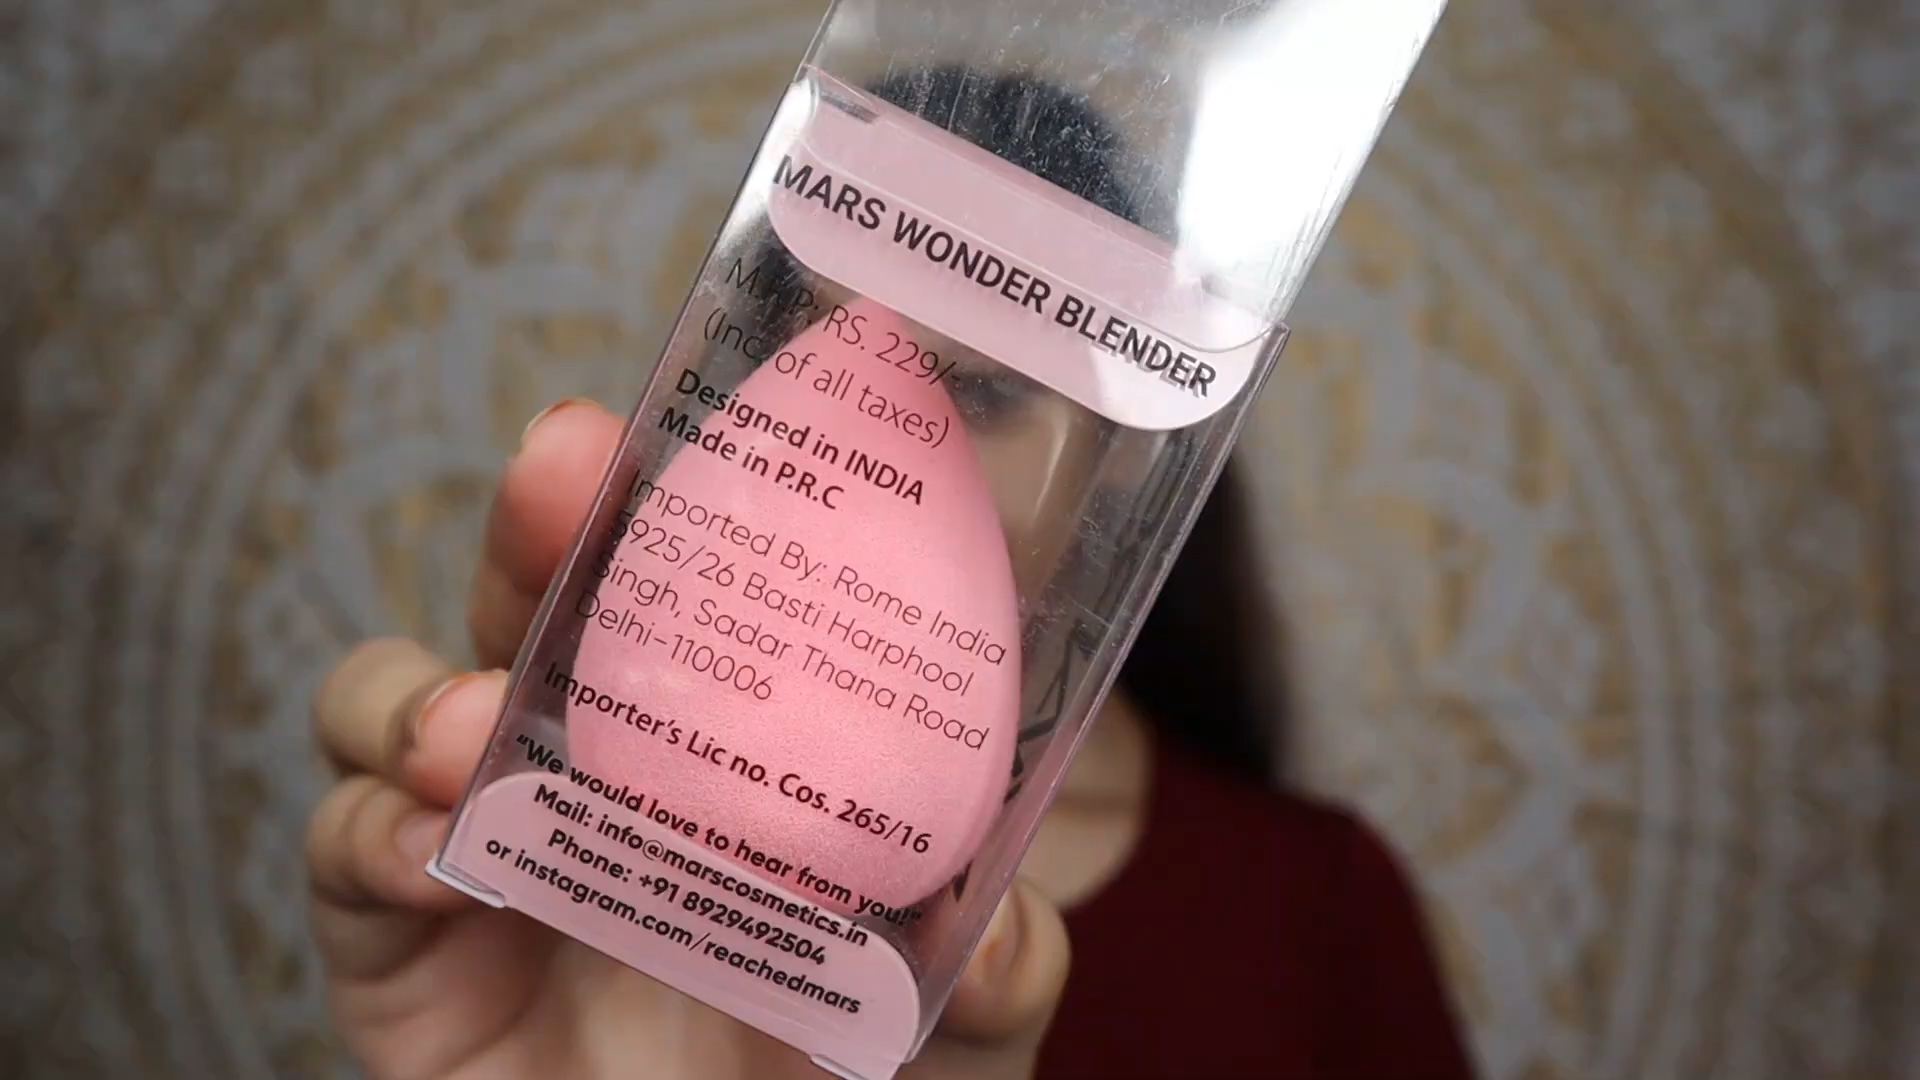 MARS WONDER BLENDER
M.R.P: RS. 229/-
(Inc. of all taxes)
Designed in INDIA
Made in P.R.C
Imported By: Rome India
5925/26 Basti Harphool
Singh, Sadar Thana Road
Delhi-110006
Importer's Lic no. Cos. 265/16
"We would love to hear from you!"
Mail: info@marscosmetics.in
Phone: +91 8929492504
or instagram.com/reachedmars